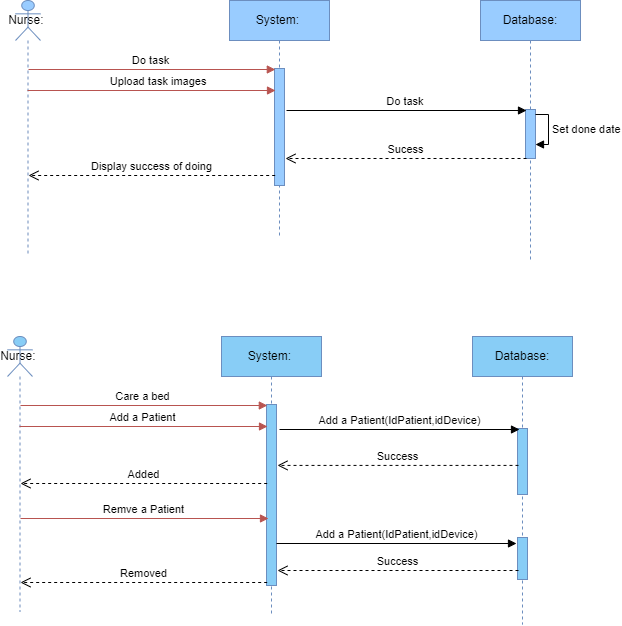 Nurse:
System:
Database:
Do task
Upload task images
Do task
Set done date
Sucess
Display success of doing
Nurse:
System:
Database:
Care a bed
Add a Patient
Add a Patient(IdPatient,idDevice)
Success
Added
Remve a Patient
Add a Patient(IdPatient,idDevice)
Success
Removed